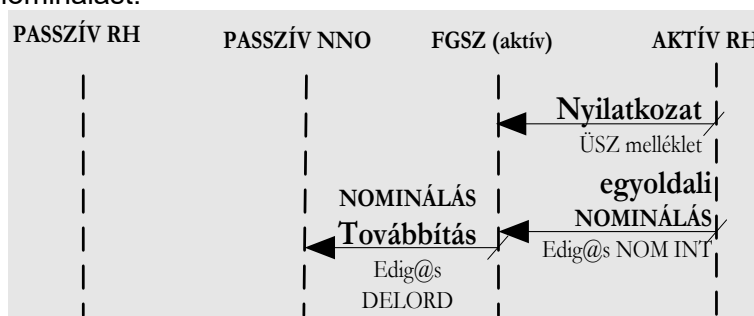 nominálást.
PASSZÍV RH PASSZÍV NNO FGSZ (aktív) AKTÍV RH
Nyilatkozat
ÜSZ melléklet
egyoldali
NOMINÁLÁS NOMINÁLÁS
Továbbítás Edig@s NOM INT
Edig@s
DELORD